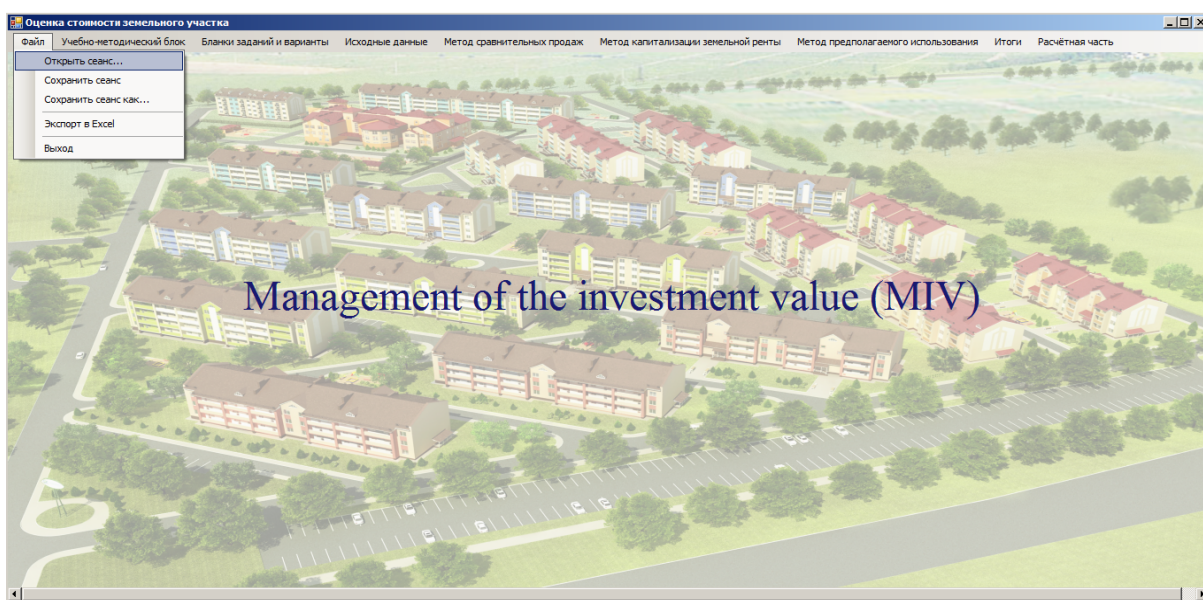 Оценка стоимости земельного участка
Файл Учебно-методический блок Бланки заданий и варианты Исходные данные Метод сравнительных продаж Метод капитализации земельной ренты Метод предполагаемого использования Итоги Расчётная часть
Открыть сеанс...
Сохранить сеанс
Сохранить сеанс как...
Экспорт в Excel
Выход
Management of the investment value (MIV)